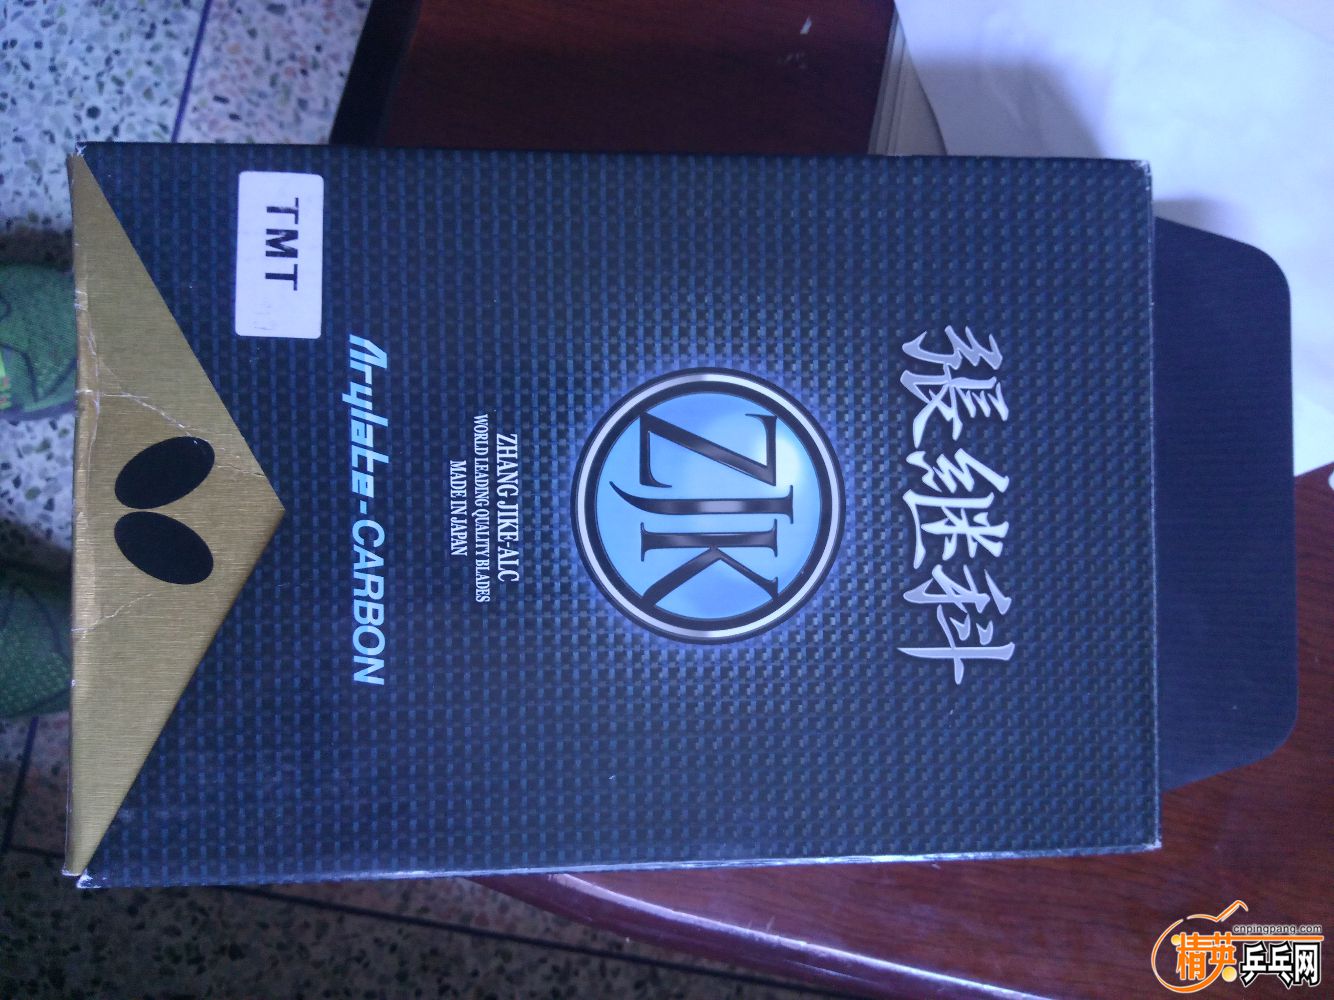 張继科
ZJK
ZHANG JIKE-ALC
WORLD LEADING QUALITY BLADES
MADE IN JAPAN
Arylate-CARBON
TMT
cnpingpang.com
精英乒乓网